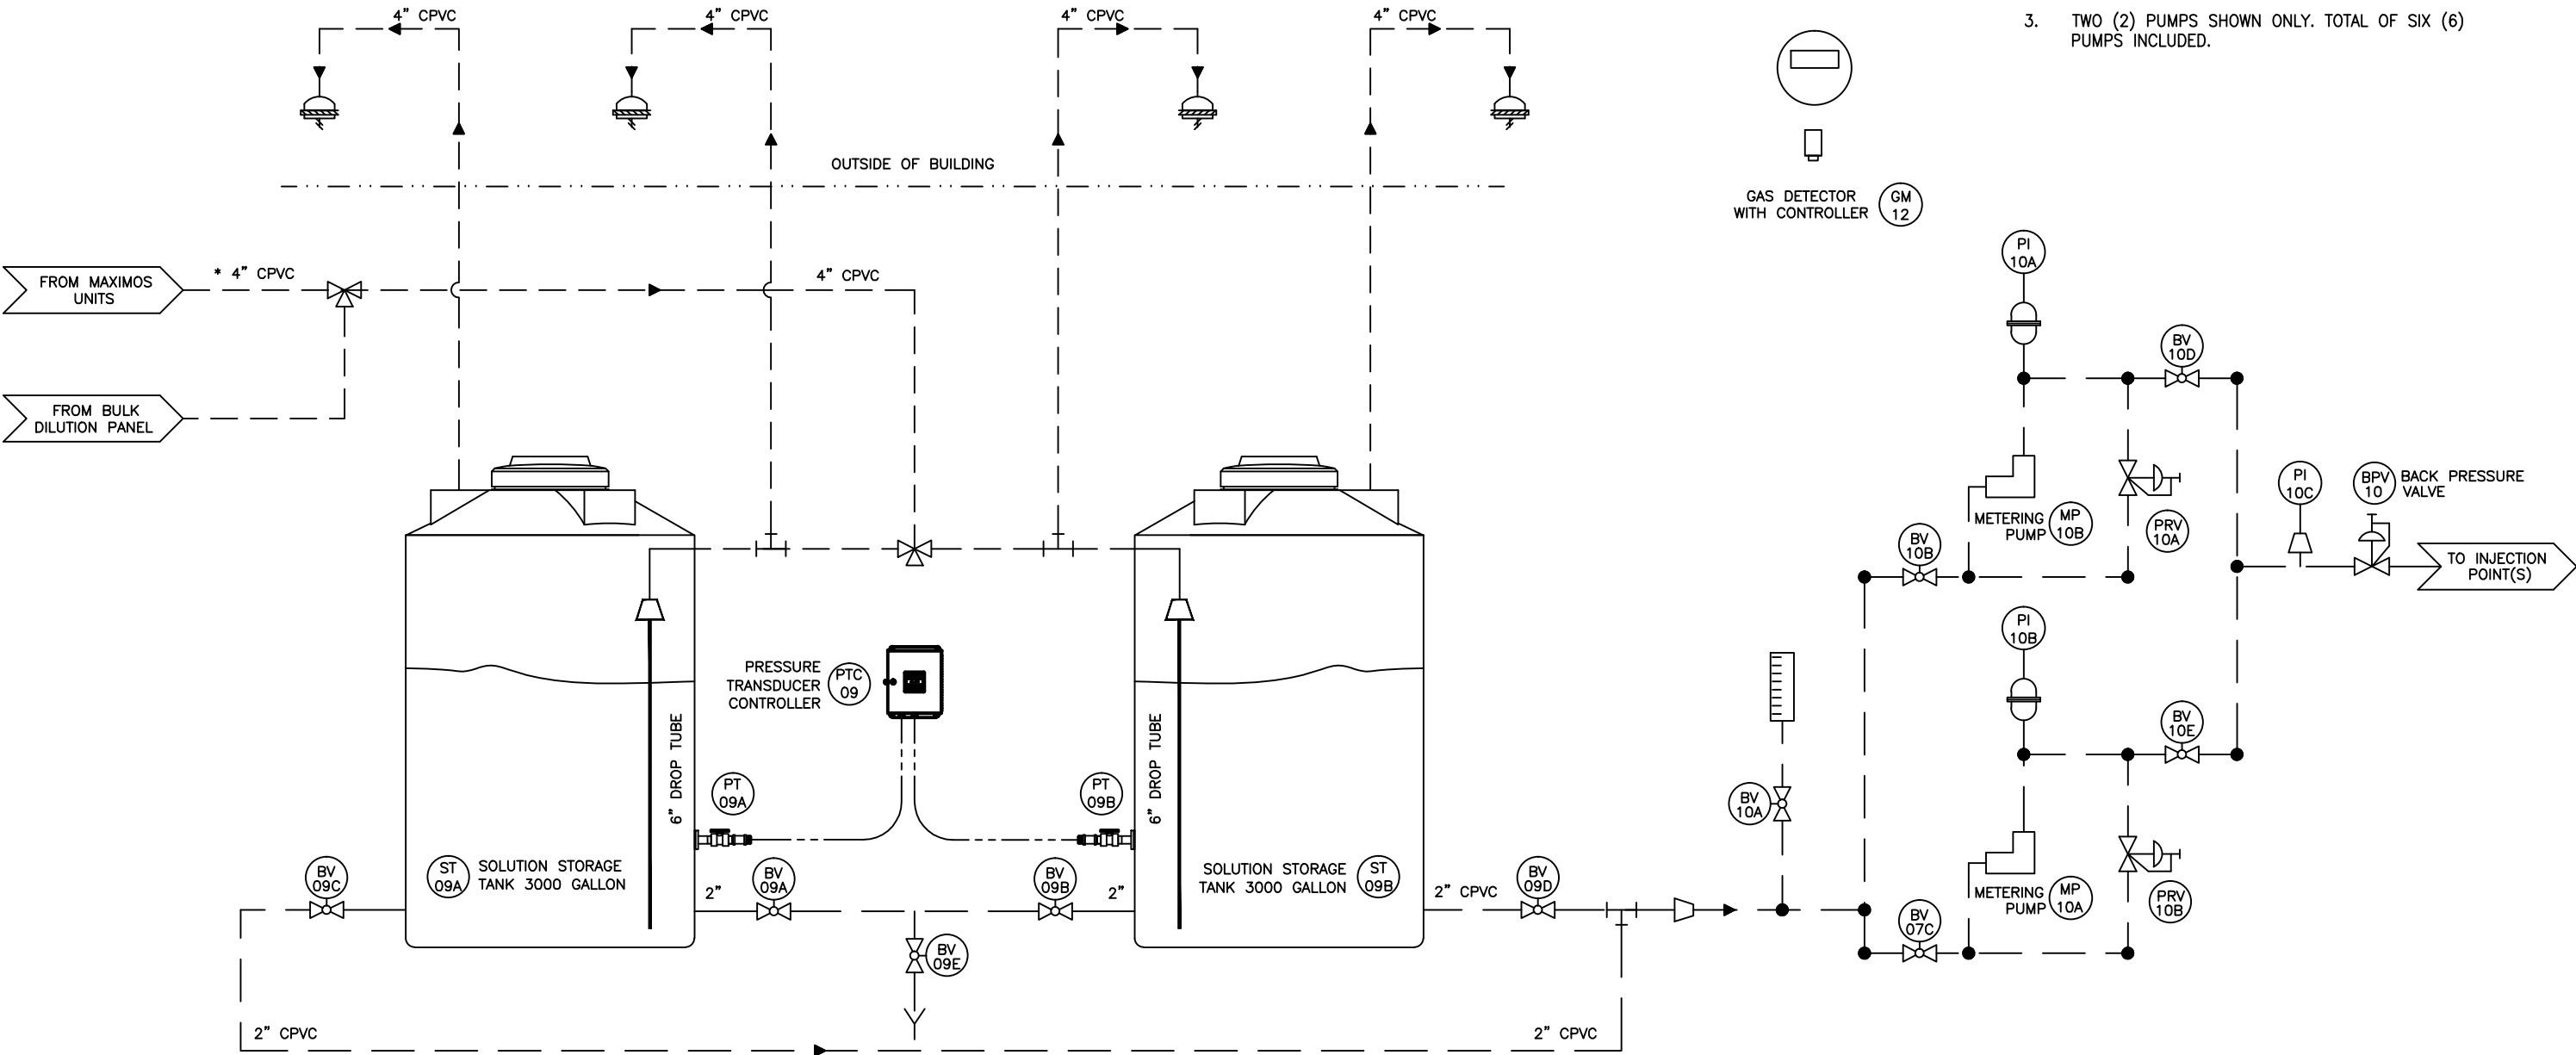 4" CPVC
4" CPVC
4" CPVC
4" CPVC
3. TWO (2) PUMPS SHOWN ONLY. TOTAL OF SIX (6)
PUMPS INCLUDED.
OUTSIDE OF BUILDING
GAS DETECTOR
WITH CONTROLLER
GM
12
FROM MAXIMOS
UNITS
* 4" CPVC
4" CPVC
FROM BULK
DILUTION PANEL
PI
10A
BV
10D
METERING
PUMP
MP
10B
PRV
10A
BV
10B
PI
10C
BPV
10
BACK PRESSURE
VALVE
TO INJECTION
POINT(S)
PI
10B
BV
10E
PRESSURE
TRANSDUCER
CONTROLLER
PTC
09
6" DROP TUBE
6" DROP TUBE
PT
09A
PT
09B
BV
10A
BV
09C
ST
09A
SOLUTION STORAGE
TANK 3000 GALLON
2"
BV
09A
BV
09B
2"
SOLUTION STORAGE
TANK 3000 GALLON
ST
09B
2" CPVC
BV
09D
METERING
PUMP
MP
10A
PRV
10B
BV
07C
BV
09E
2" CPVC
2" CPVC